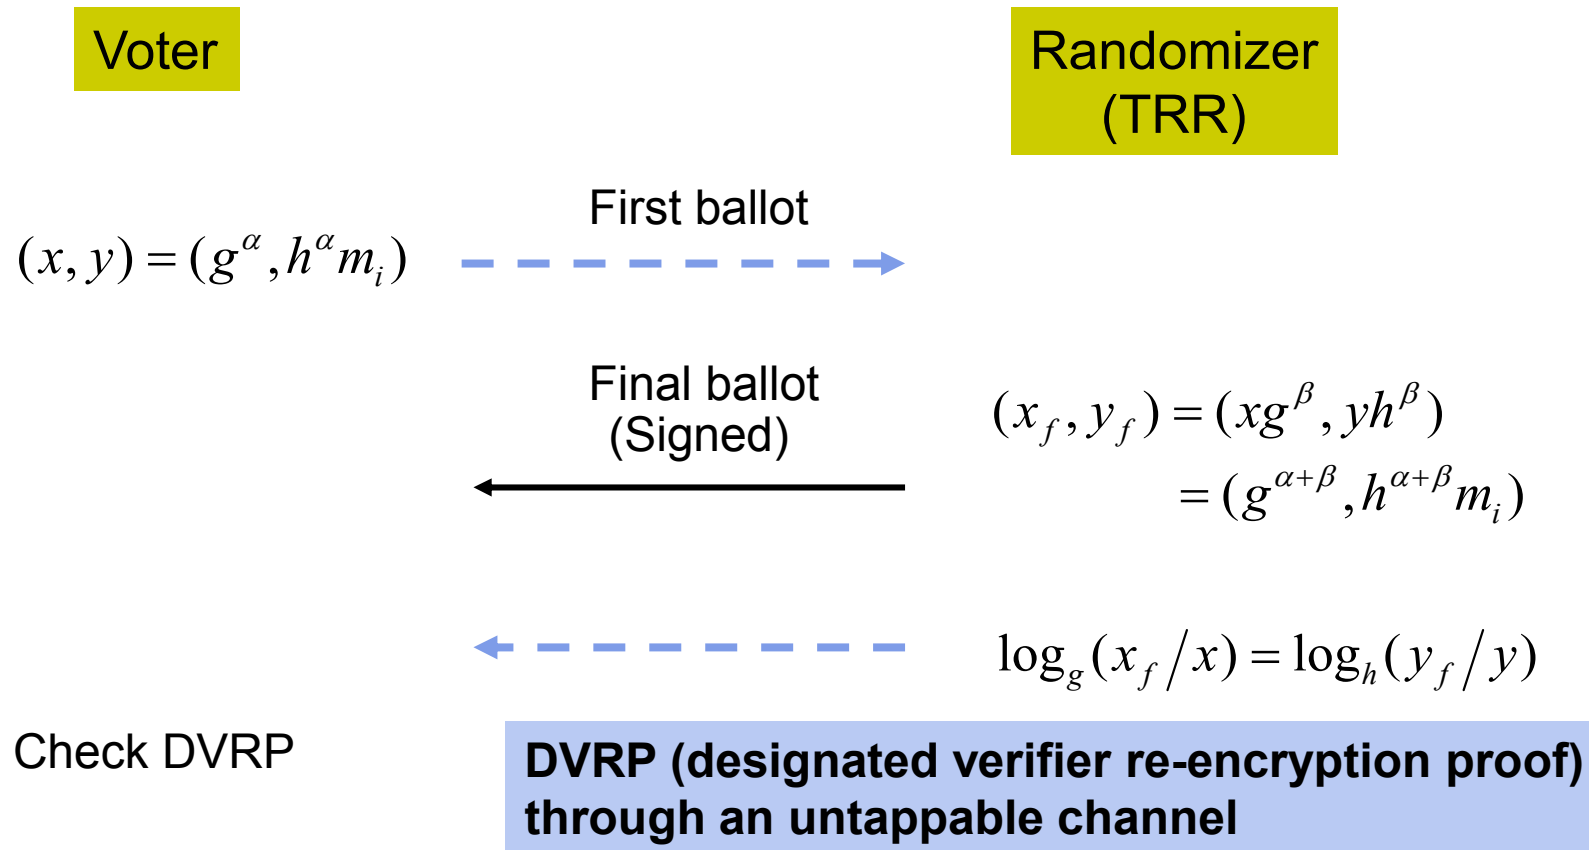 Voter
Randomizer
(TRR)
First ballot
(x, y) = (g^α, h^α m_i)
Final ballot
(Signed)
(x_f, y_f) = (xg^β, yh^β)
= (g^{α+β}, h^{α+β} m_i)
log_g(x_f/x) = log_h(y_f/y)
Check DVRP
DVRP (designated verifier re-encryption proof)
through an untappable channel